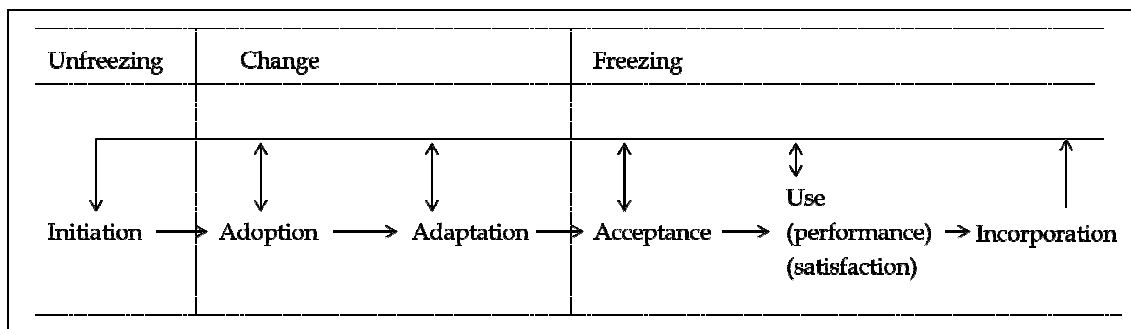 Unfreezing Change Freezing
Use
Initiation Adoption Adaptation Acceptance (performance) Incorporation
(satisfaction)